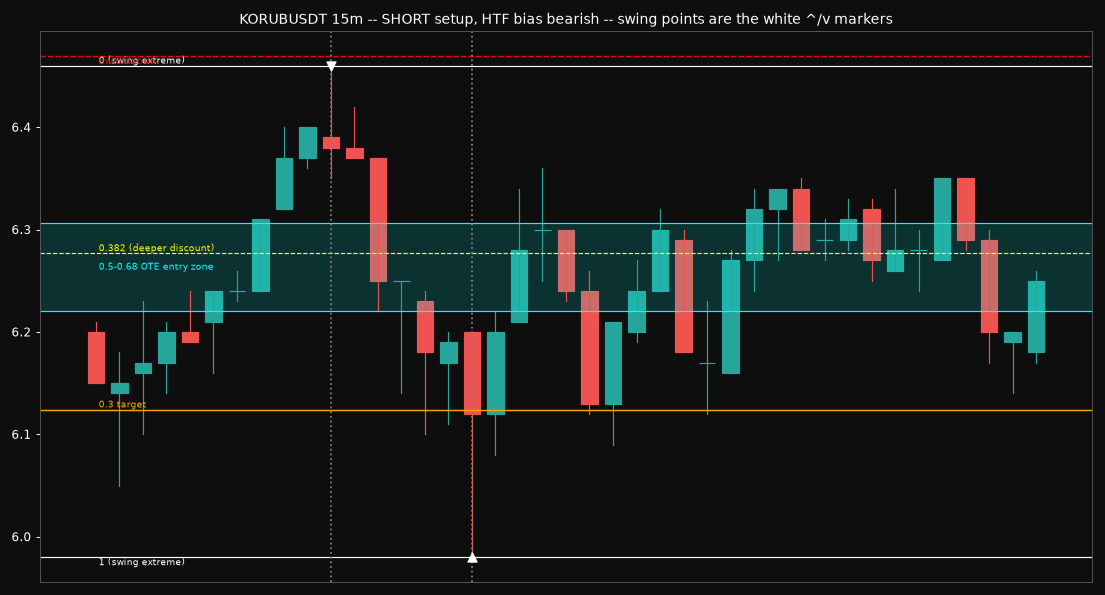 KORUBUSDT 15m -- SHORT setup, HTF bias bearish -- swing points are the white ^/v markers
0 (swing extreme)
6.4
6.3
0.382 (deeper discount)
0.5-0.68 OTE entry zone
6.2
0.3 target
6.1
6.0
1 (swing extreme)